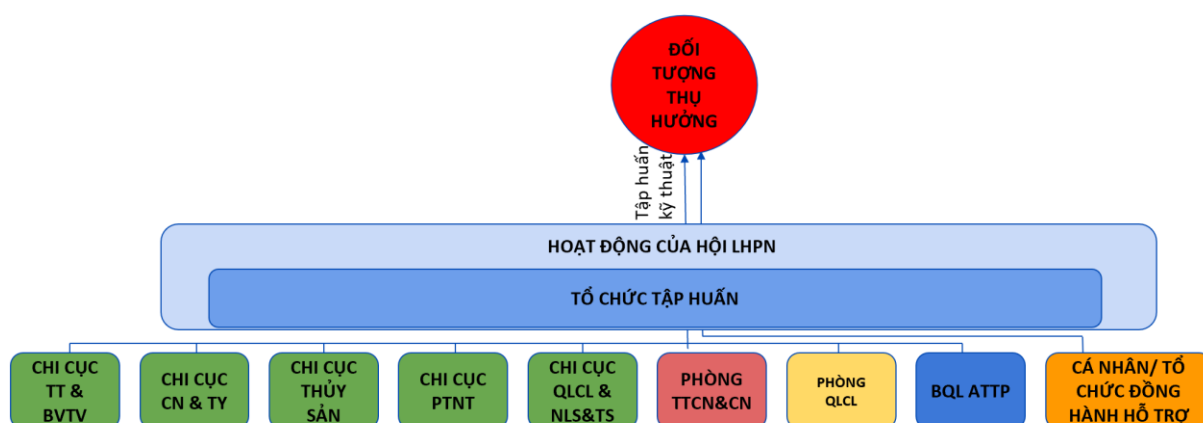 ĐỐI
TƯỢNG
THỤ
HƯỞNG
Tập huấn
kỹ thuật
HOẠT ĐỘNG CỦA HỘI LHPN
TỔ CHỨC TẬP HUẤN
CHI CỤC
TT &
BVTV
CHI CỤC
CN & TY
CHI CỤC
THỦY
SẢN
CHI CỤC
PTNT
CHI CỤC
QLCL &
NLS&TS
PHÒNG
TTCN&CN
PHÒNG
QLCL
BQL ATTP
CÁ NHÂN/ TỔ
CHỨC ĐỒNG
HÀNH HỖ TRỢ